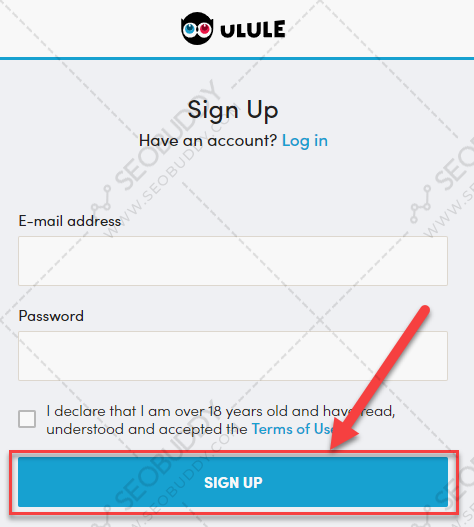 ULULE
Sign Up
Have an account? Log in
E-mail address
Password
I declare that I am over 18 years old and have read,
understood and accepted the Terms of Use
SIGN UP
SEOBUDDY
WWW.SEOBUDDY.COM
SEOBUDDY
WWW.SEOBUDDY.COM